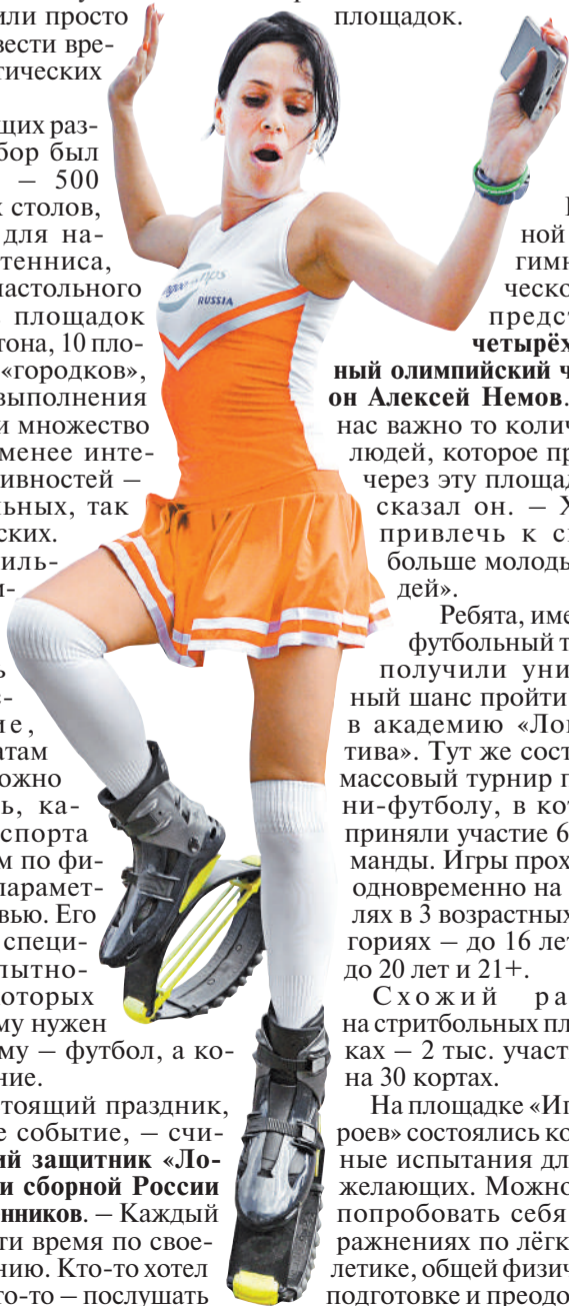 или просто
вести вре-
тических
щих раз-
бор был
– 500
х столов,
для на-
тенниса,
настольного
площадок
тона, 10 пло-
«городков»,
выполнения
и множество
менее инте-
ивностей –
льных, так
ских.
иль-
и-
ь
з-
ие,
атам
ожно
ь, ка-
спорта
м по фи-
парамет-
вью. Его
специ-
пытно-
оторых
му нужен
му – футбол, а ко-
ние.
тоящий праздник,
е событие, – счи-
ий защитник «Ло-
и сборной России
нников. – Каждый
ти время по свое-
нию. Кто-то хотел
то-то – послушать
RUSSIA
площадок.
ной
гимн
ческо
предст
четырёх
ный олимпийский ч
он Алексей Немов.
нас важно то колич
людей, которое пр
через эту площад
сказал он. – Х
привлечь к с
больше молоды
дей».
Ребята, име
футбольный т
получили уни
ный шанс пройти
в академию «Ло
тива». Тут же сост
массовый турнир п
ни-футболу, в кот
приняли участие 6
манды. Игры прох
одновременно на
лях в 3 возрастных
гориях – до 16 лет
до 20 лет и 21+.
Схожий ра
на стритбольных пл
ках – 2 тыс. участ
на 30 кортах.
На площадке «Иг
роев» состоялись ко
ные испытания дл
желающих. Можно
попробовать себя
ражнениях по лёгк
летике, общей физич
подготовке и преодо